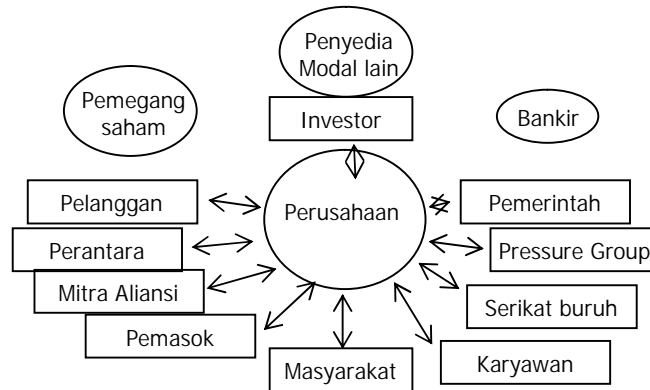 Penyedia
Modal lain
Pemegang
saham
Investor
Bankir
Pelanggan
Perusahaan
Pemerintah
Perantara
Pressure Group
Mitra Aliansi
Serikat buruh
Pemasok
Masyarakat
Karyawan